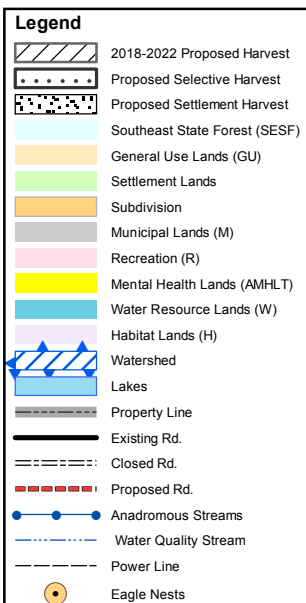 Legend
2018-2022 Proposed Harvest
Proposed Selective Harvest
Proposed Settlement Harvest
Southeast State Forest (SESF)
General Use Lands (GU)
Settlement Lands
Subdivision
Municipal Lands (M)
Recreation (R)
Mental Health Lands (AMHLT)
Water Resource Lands (W)
Habitat Lands (H)
Watershed
Lakes
Property Line
Existing Rd.
Closed Rd.
Proposed Rd.
Anadromous Streams
Water Quality Stream
Power Line
Eagle Nests